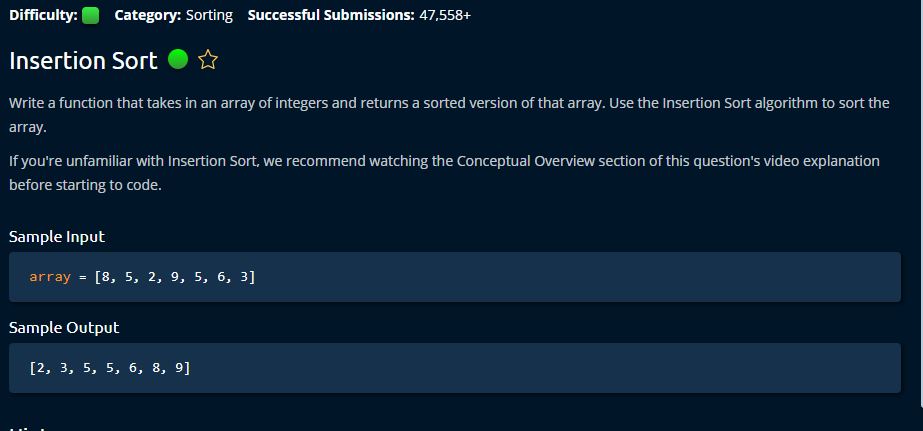 Difficulty: Category: Sorting Successful Submissions: 47,558+
Insertion Sort
Write a function that takes in an array of integers and returns a sorted version of that array. Use the Insertion Sort algorithm to sort the
array.
If you're unfamiliar with Insertion Sort, we recommend watching the Conceptual Overview section of this question's video explanation
before starting to code.
Sample Input
array = [8, 5, 2, 9, 5, 6, 3]
Sample Output
[2, 3, 5, 5, 6, 8, 9]